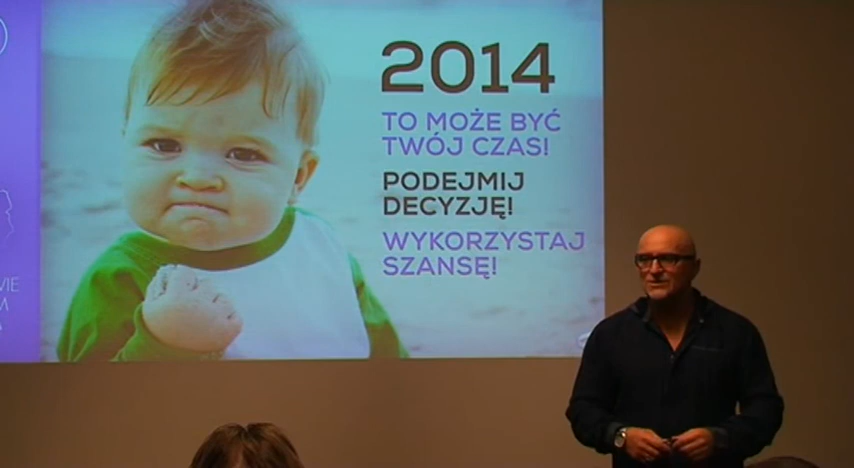 2014
TO MOŻE BYĆ
TWÓJ CZAS!
PODEJMIJ
DECYZJĘ!
WYKORZYSTAJ
SZANSĘ!